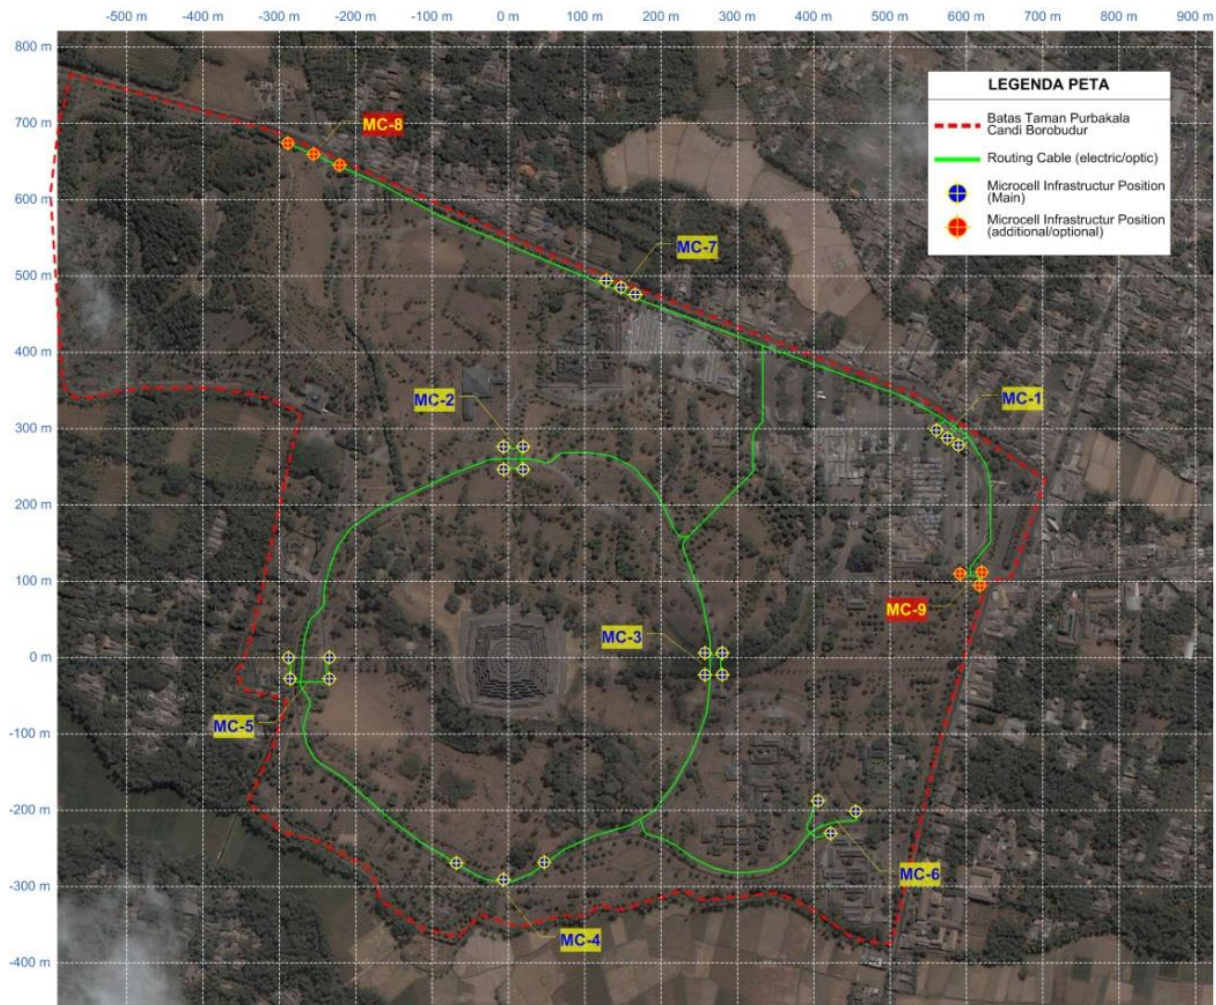 -500 m -400 m -300 m -200 m -100 m 0 m 100 m 200 m 300 m 400 m 500 m 600 m 700 m 800 m 900 m
800 m
LEGENDA PETA
Batas Taman Purbakala
Candi Borobudur
Routing Cable (electric/optic)
Microcell Infrastructur Position
(Main)
Microcell Infrastructur Position
(additional/optional)
700 m
MC-8
600 m
500 m
MC-7
400 m
MC-2
MC-1
300 m
200 m
100 m
MC-9
MC-3
0 m
MC-5
-100 m
-200 m
MC-6
-300 m
MC-4
-400 m